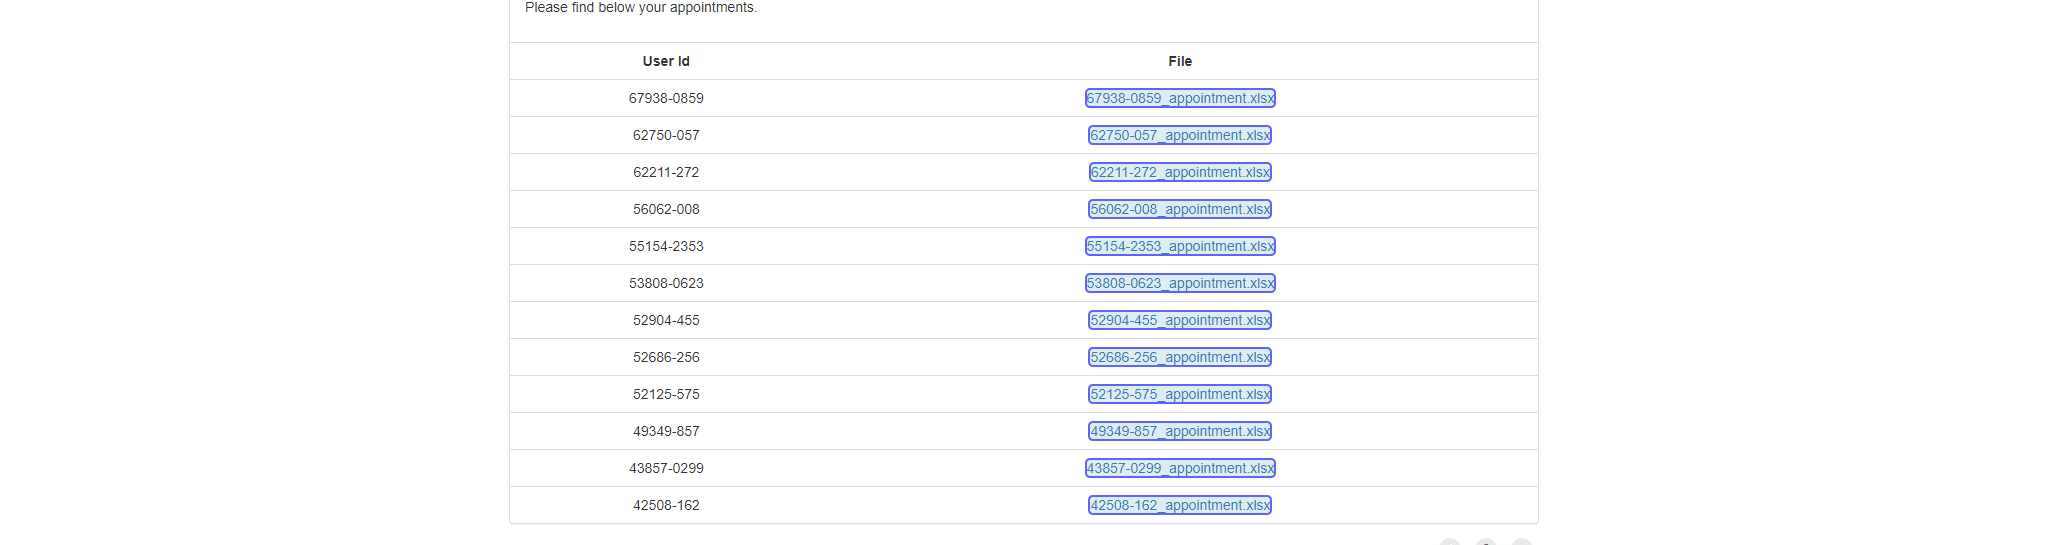 Please find below your appointments.
User Id File
67938-0859 67938-0859_appointment.xlsx
62750-057 62750-057_appointment.xlsx
62211-272 62211-272_appointment.xlsx
56062-008 56062-008_appointment.xlsx
55154-2353 55154-2353_appointment.xlsx
53808-0623 53808-0623_appointment.xlsx
52904-455 52904-455_appointment.xlsx
52686-256 52686-256_appointment.xlsx
52125-575 52125-575_appointment.xlsx
49349-857 49349-857_appointment.xlsx
43857-0299 43857-0299_appointment.xlsx
42508-162 42508-162_appointment.xlsx